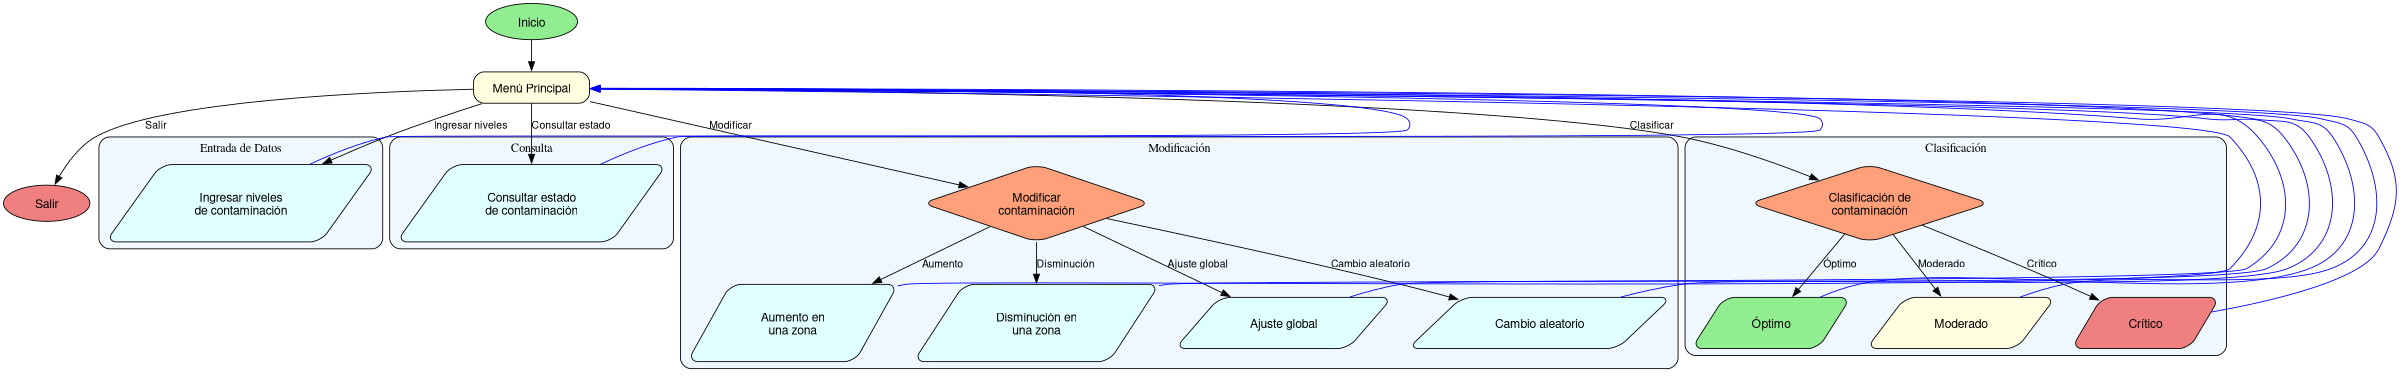 Inicio
Menú Principal
Salir
Ingresar niveles
Consultar estado
Modificar
Clasificar
Entrada de Datos
Consulta
Modificación
Clasificación
Salir
Ingresar niveles
de contaminación
Consultar estado
de contaminación
Modificar
contaminación
Clasificación de
contaminación
Aumento
Disminución
Ajuste global
Cambio aleatorio
Óptimo
Moderado
Crítico
Aumento en
una zona
Disminución en
una zona
Ajuste global
Cambio aleatorio
Óptimo
Moderado
Crítico